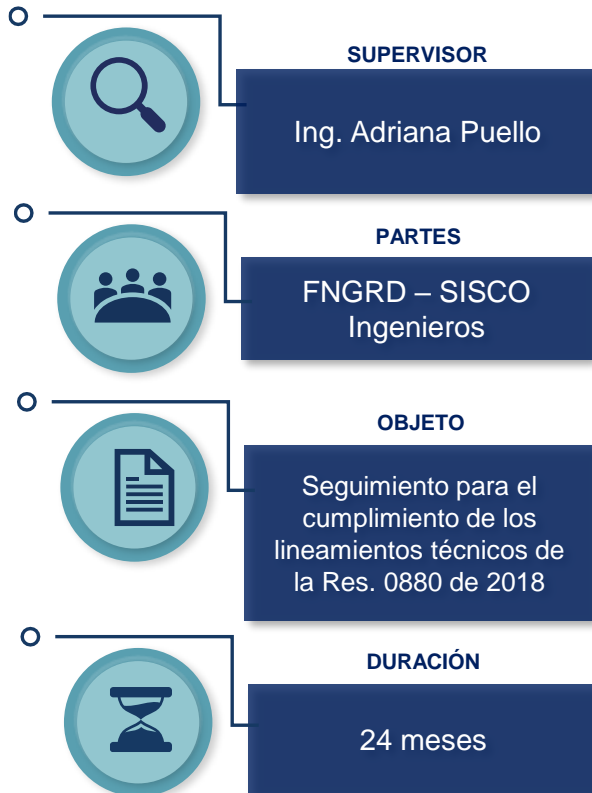 SUPERVISOR
Ing. Adriana Puello
PARTES
FNGRD – SISCO
Ingenieros
OBJETO
Seguimiento para el
cumplimiento de los
lineamientos técnicos de
la Res. 0880 de 2018
DURACIÓN
24 meses